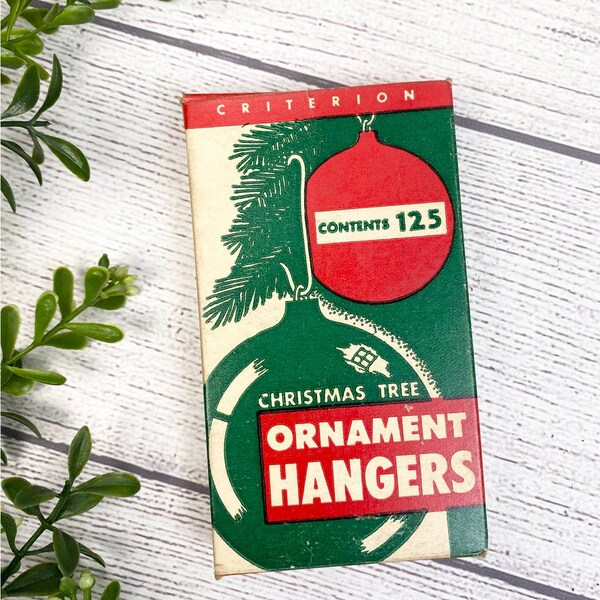 CRITERION
CONTENTS 125
CHRISTMAS TREE
ORNAMENT
HANGERS